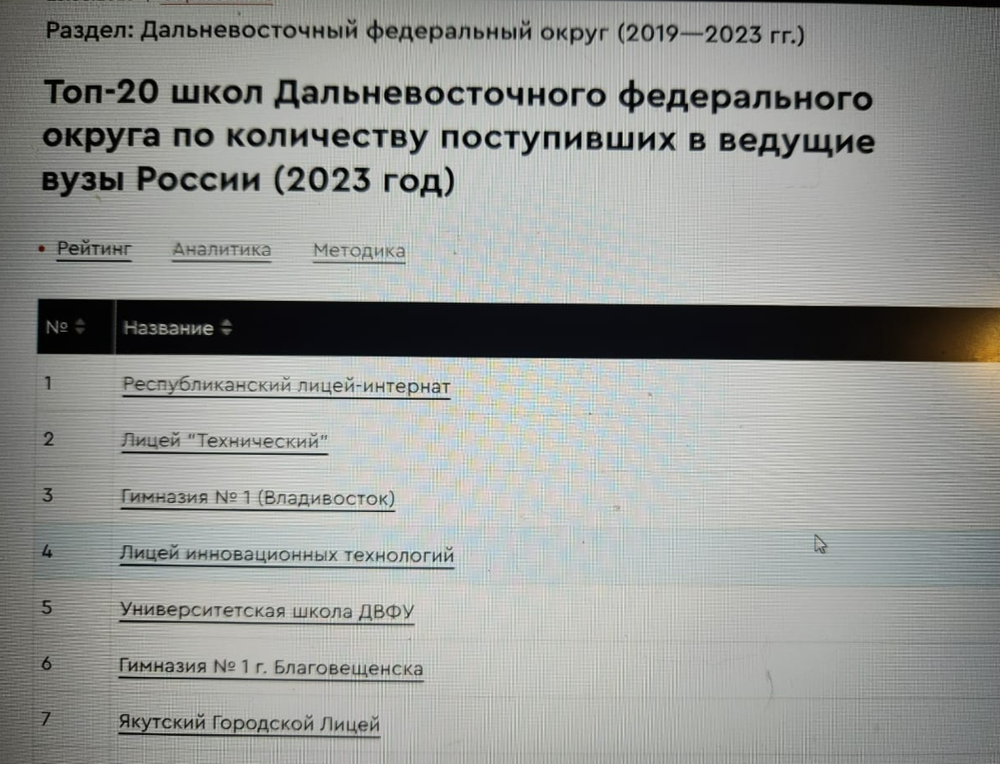 Раздел: Дальневосточный федеральный округ (2019—2023 гг.)
Топ-20 школ Дальневосточного федерального
округа по количеству поступивших в ведущие
вузы России (2023 год)
Рейтинг Аналитика Методика
№ Название
1 Республиканский лицей-интернат
2 Лицей "Технический"
3 Гимназия № 1 (Владивосток)
4 Лицей инновационных технологий
5 Университетская школа ДВФУ
6 Гимназия № 1 г. Благовещенска
7 Якутский Городской Лицей